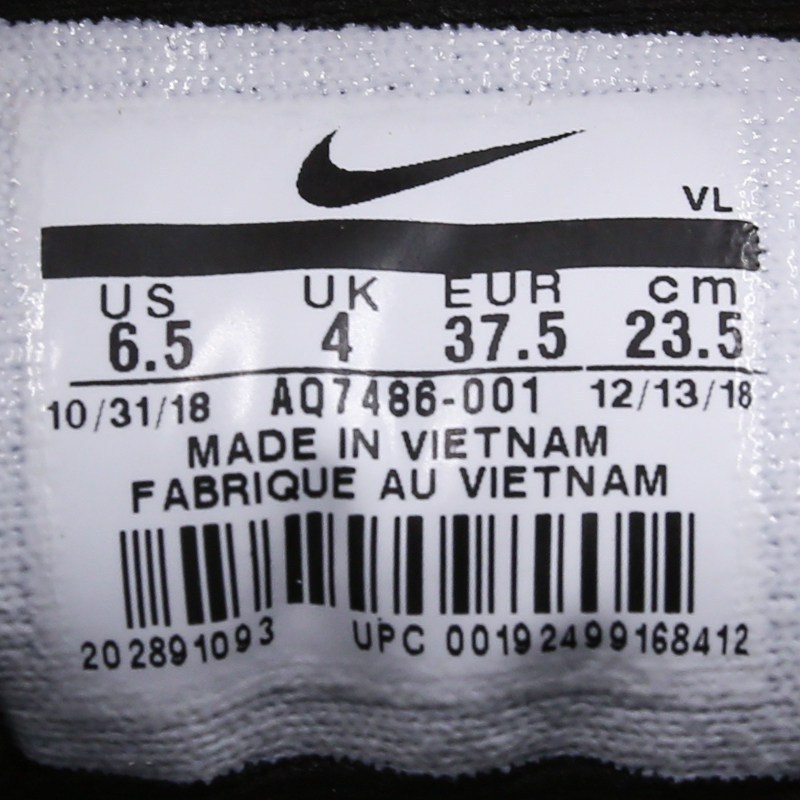 VL
US UK EUR cm
6.5 4 37.5 23.5
10/31/18 AQ7486-001 12/13/18
MADE IN VIETNAM
FABRIQUE AU VIETNAM
202891093 UPC 00192499168412